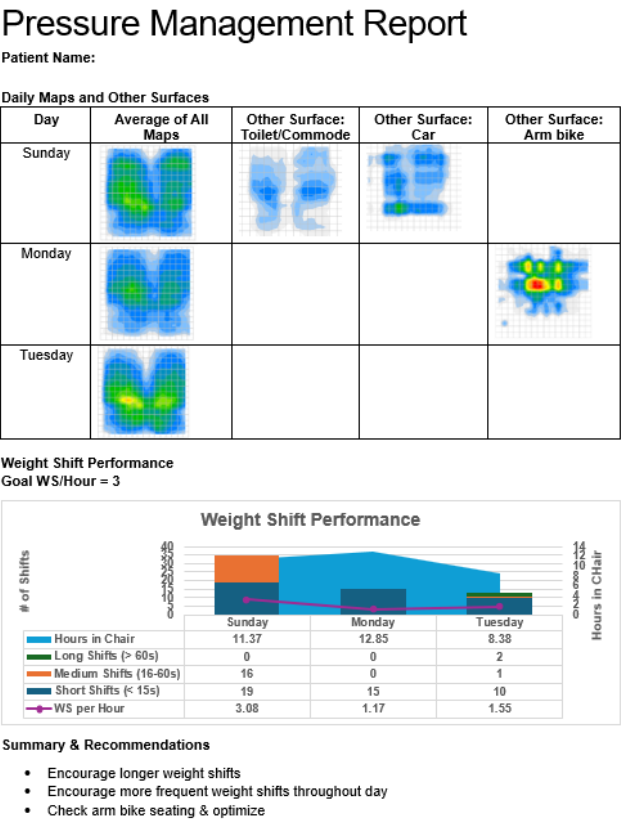 Pressure Management Report
Patient Name:
Daily Maps and Other Surfaces
Day Average of All Maps Other Surface: Toilet/Commode Other Surface: Car Other Surface: Arm bike
Sunday
Monday
Tuesday
Weight Shift Performance
Goal WS/Hour = 3
Weight Shift Performance
# of Shifts
40
35
30
25
20
15
10
5
0
14
12
10
8
6
4
2
0
Hours in CHair
Sunday Monday Tuesday
Hours in Chair 11.37 12.85 8.38
Long Shifts (> 60s) 0 0 2
Medium Shifts (16-60s) 16 0 1
Short Shifts (< 15s) 19 15 10
WS per Hour 3.08 1.17 1.55
Summary & Recommendations
• Encourage longer weight shifts
• Encourage more frequent weight shifts throughout day
• Check arm bike seating & optimize